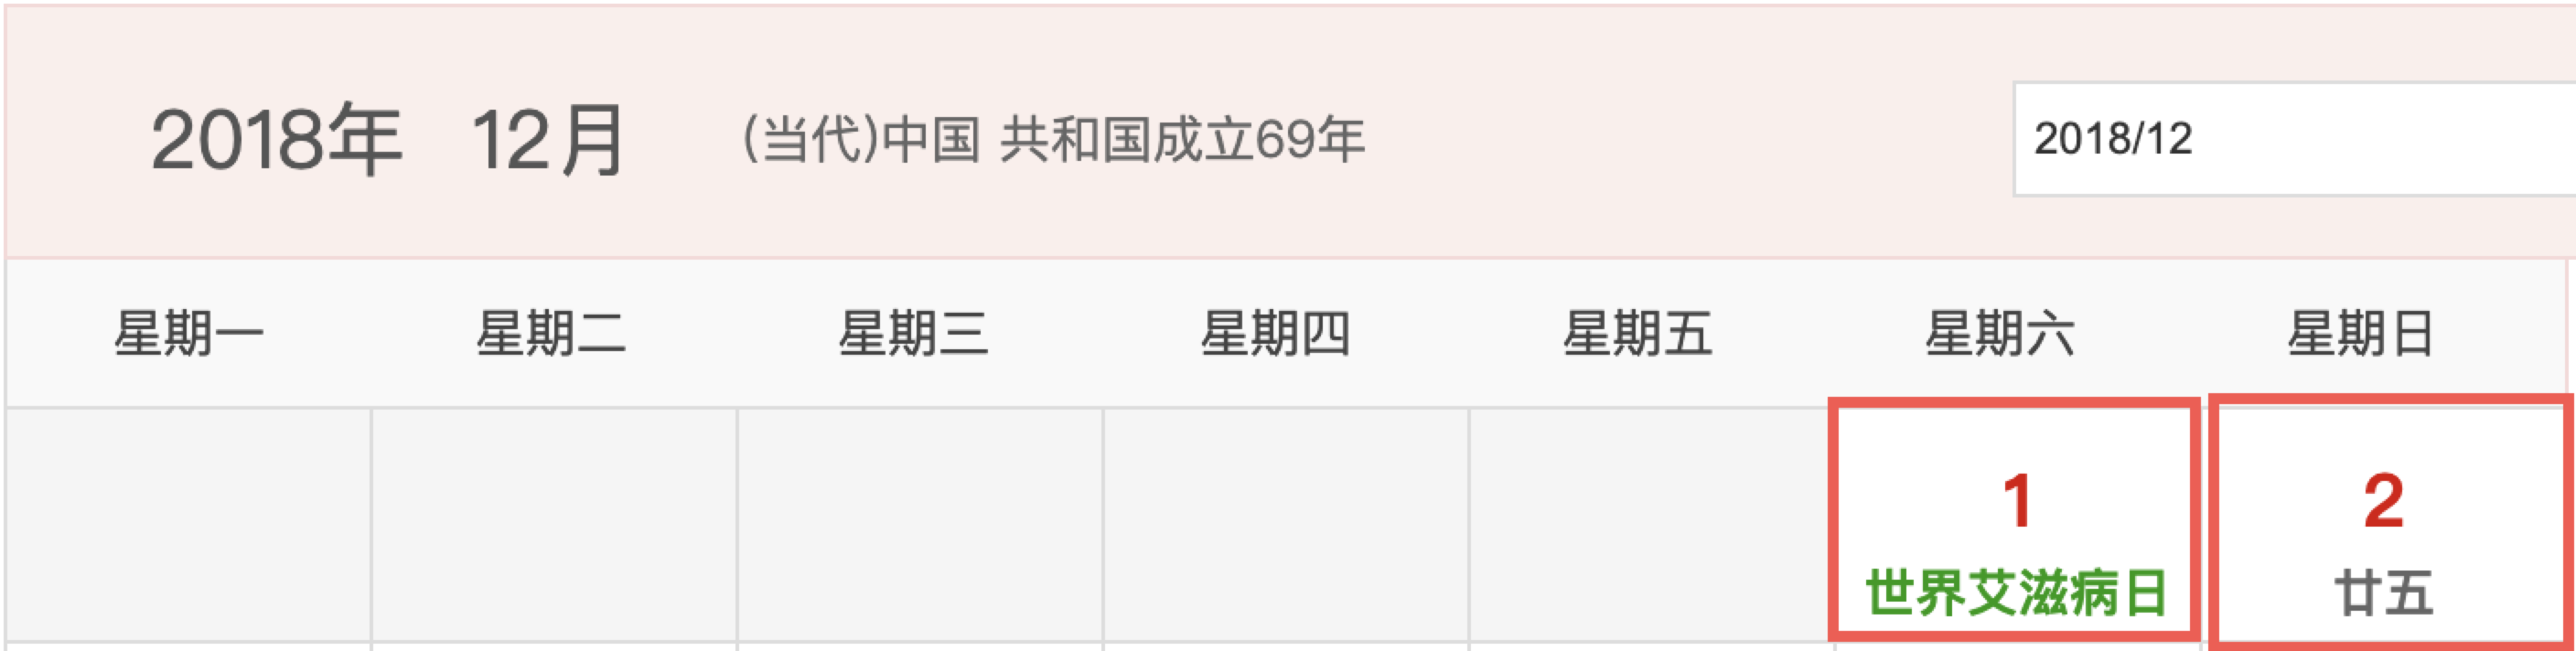 2018年 12月 (当代)中国 共和国成立69年 2018/12
星期一 星期二 星期三 星期四 星期五 星期六 星期日
1 2
世界艾滋病日 廿五